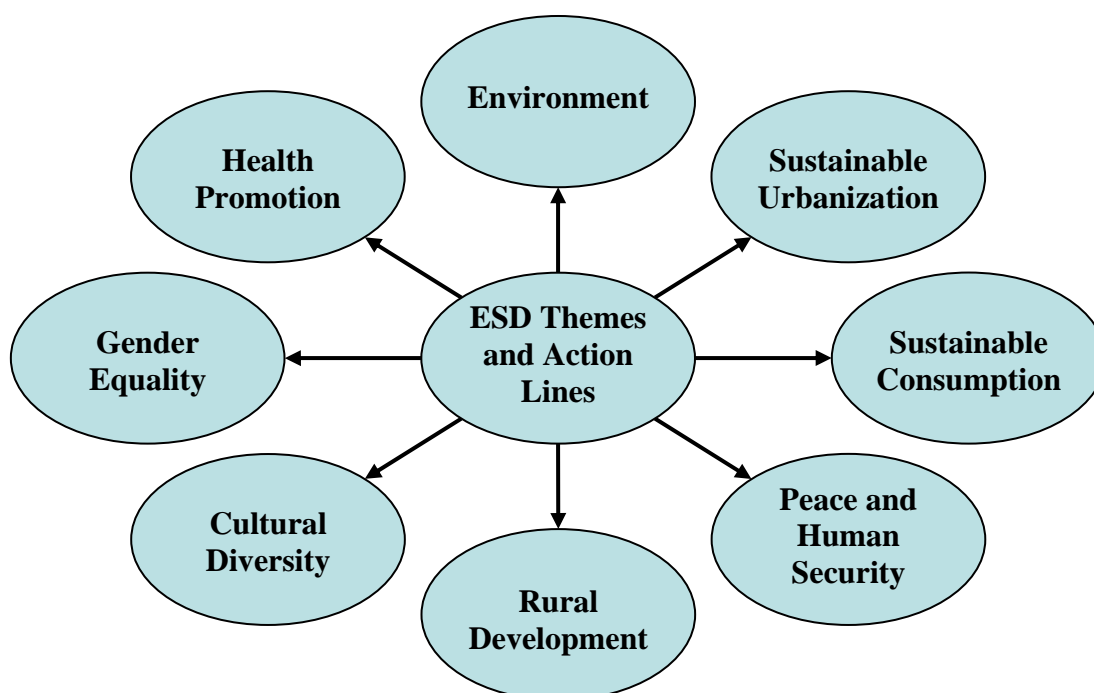 Environment
Health
Promotion
Sustainable
Urbanization
ESD Themes
and Action
Lines
Gender
Equality
Sustainable
Consumption
Cultural
Diversity
Peace and
Human
Security
Rural
Development